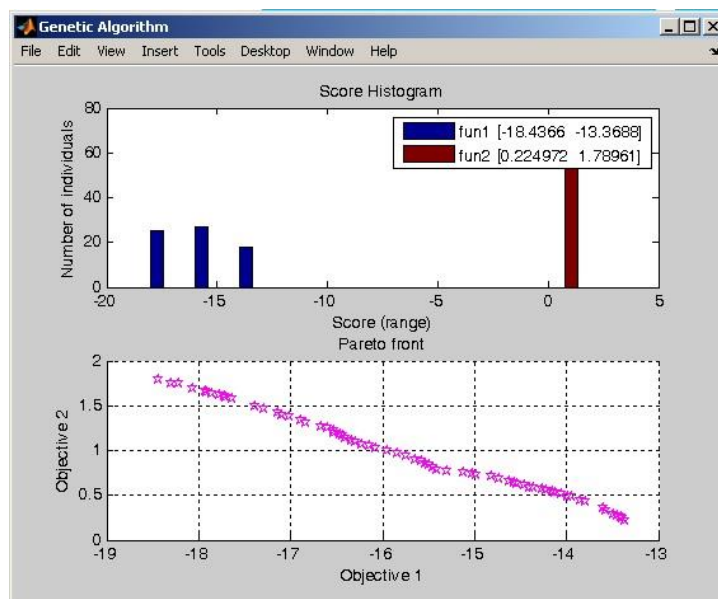 Genetic Algorithm
File Edit View Insert Tools Desktop Window Help
Score Histogram
80
60
40
20
0
Number of individuals
fun1 [-18.4366 -13.3688]
fun2 [0.224972 1.78961]
-20 -15 -10 -5 0 5
Score (range)
Pareto front
2
1.5
1
0.5
0
Objective 2
-19 -18 -17 -16 -15 -14 -13
Objective 1